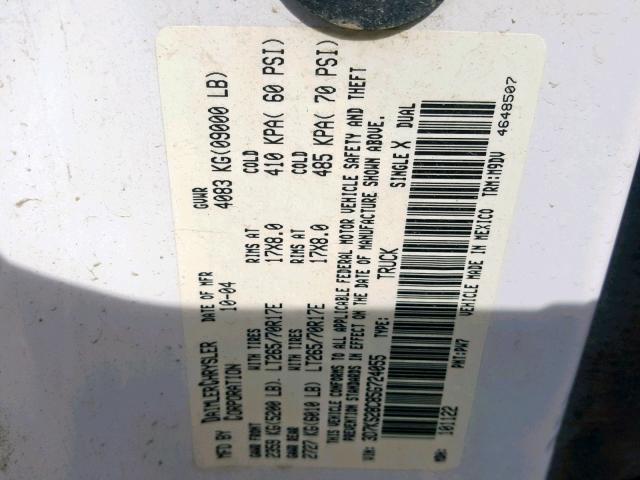 MFD BY DAIMLERCHRYSLER CORPORATION DATE OF MFR 10-04 GVWR 4083 KG(09000 LB)
GAWR FRONT WITH TIRES RIMS AT COLD
2359 KG(5200 LB). LT265/70R17E 17X8.0 410 KPA( 60 PSI)
GAWR REAR WITH TIRES RIMS AT COLD
2727 KG(6010 LB) LT265/70R17E 17X8.0 485 KPA( 70 PSI)
THIS VEHICLE CONFORMS TO ALL APPLICABLE FEDERAL MOTOR VEHICLE SAFETY AND THEFT
PREVENTION STANDARDS IN EFFECT ON THE DATE OF MANUFACTURE SHOWN ABOVE.
VIN: 3D7KS28C85G724055 TYPE: TRUCK SINGLE X DUAL
MDH: 101122 PNT:PW7 VEHICLE MADE IN MEXICO TRM:M9DV
4648507